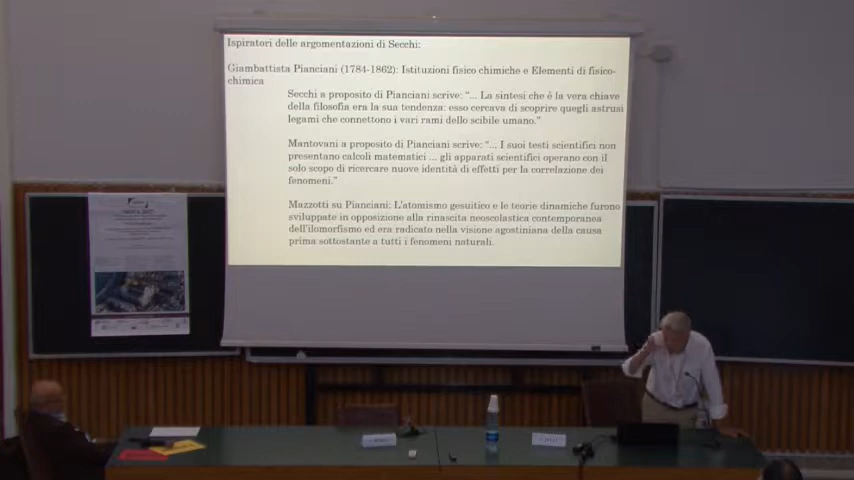 Ispiratori delle argomentazioni di Secchi:
Giambattista Pianciani (1784-1862): Istituzioni fisico chimiche e Elementi di fisico-
chimica
Secchi a proposito di Pianciani scrive: “... La sintesi che è la vera chiave
della filosofia era la sua tendenza: esso cercava di scoprire quegli astrusi
legami che connettono i vari rami dello scibile umano.”
Mantovani a proposito di Pianciani scrive: “... I suoi testi scientifici non
presentano calcoli matematici ... gli apparati scientifici operano con il
solo scopo di ricercare nuove identità di effetti per la correlazione dei
fenomeni.”
Mazzotti su Pianciani: L’atomismo gesuitico e le teorie dinamiche furono
sviluppate in opposizione alla rinascita neoscolastica contemporanea
dell’ilomorfismo ed era radicato nella visione agostiniana della causa
prima sottostante a tutti i fenomeni naturali.